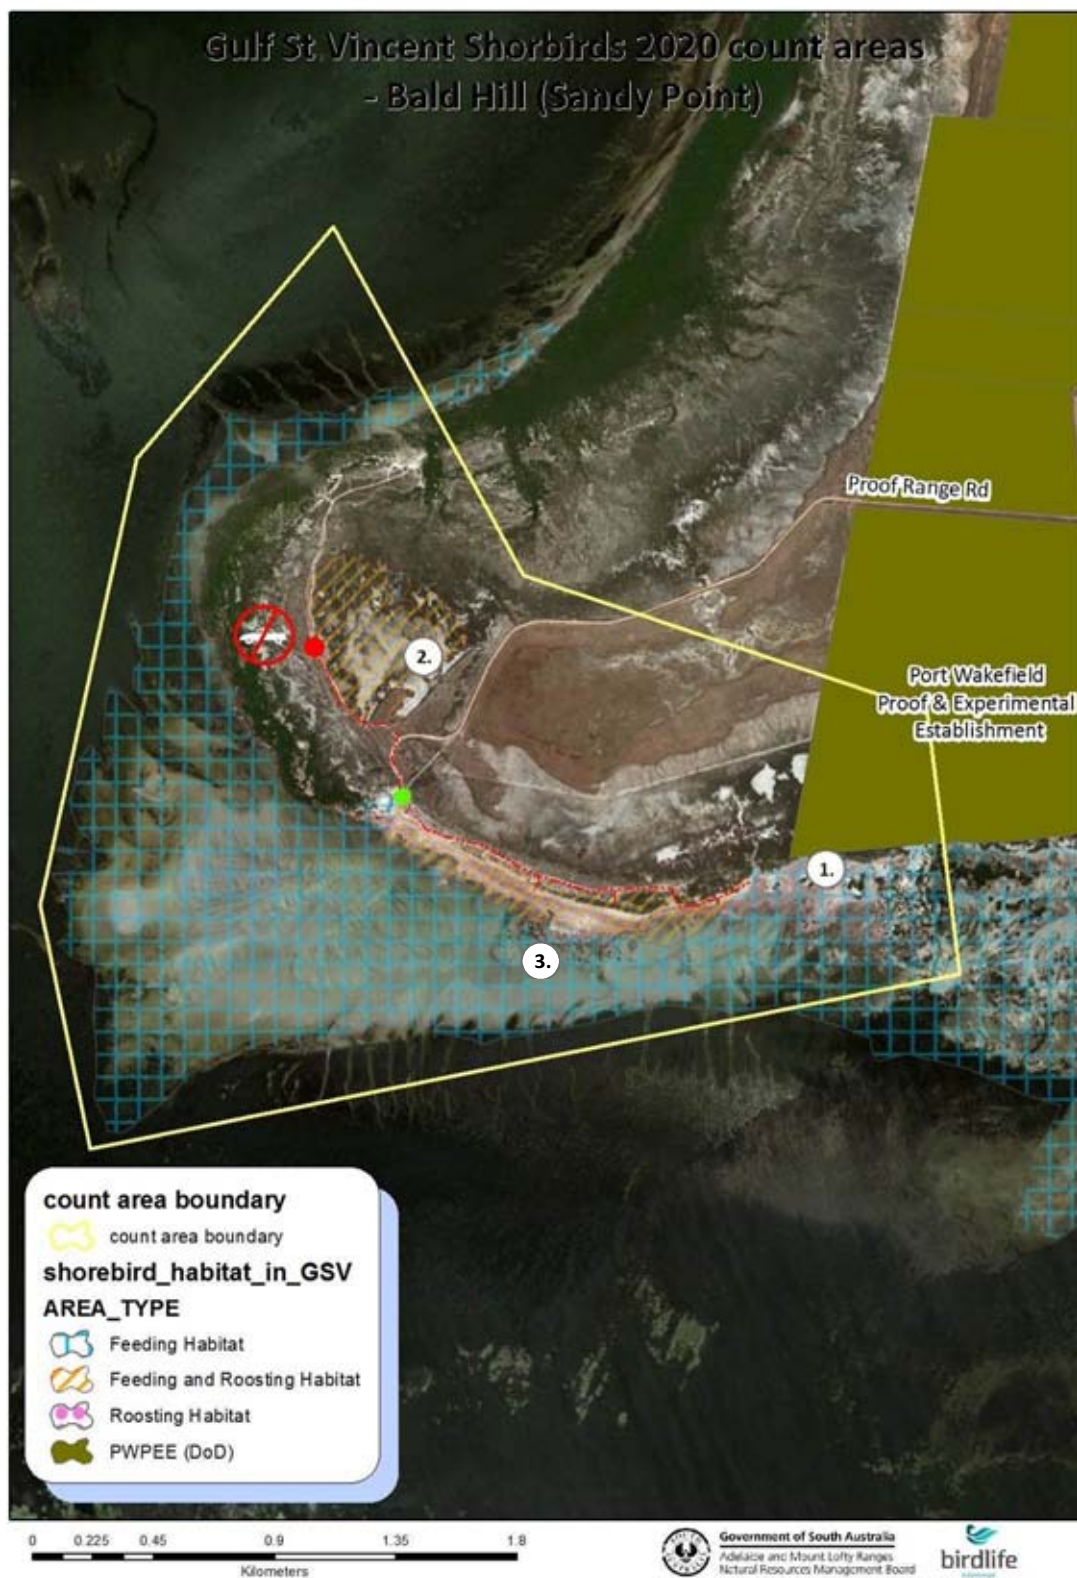 Gulf St Vincent Shorbirds 2020 count areas
- Bald Hill (Sandy Point)
Proof Range Rd
2.
Port Wakefield
Proof & Experimental
Establishment
1.
3.
count area boundary
count area boundary
shorebird_habitat_in_GSV
AREA_TYPE
Feeding Habitat
Feeding and Roosting Habitat
Roosting Habitat
PWPEE (DoD)
0 0.225 0.45 0.9 1.35 1.8
Kilometers
Government of South Australia
Adelaide and Mount Lofty Ranges
Natural Resources Management Board
birdlife